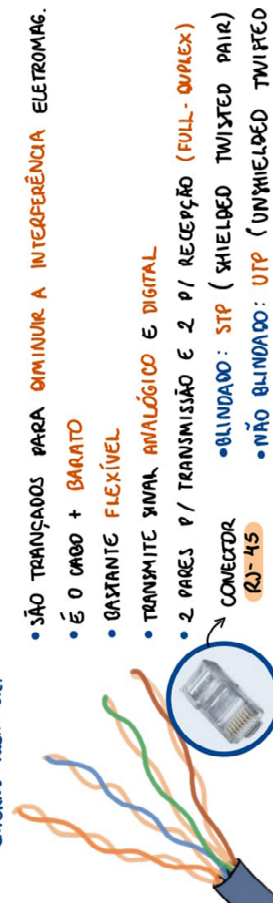 • SÃO TRANÇADOS PARA DIMINUIR A INTERFERÊNCIA ELETROMAG.
• É O CABO + BARATO
• BASTANTE FLEXÍVEL
• TRANSMITE SINAL ANALÓGICO E DIGITAL
• 2 PARES P/ TRANSMISSÃO E 2 P/ RECEPÇÃO (FULL-DUPLEX)
CONECTOR
RJ-45
• BLINDADO: STP (SHIELDED TWISTED PAIR)
• NÃO BLINDADO: UTP (UNSHIELDED TWISTED